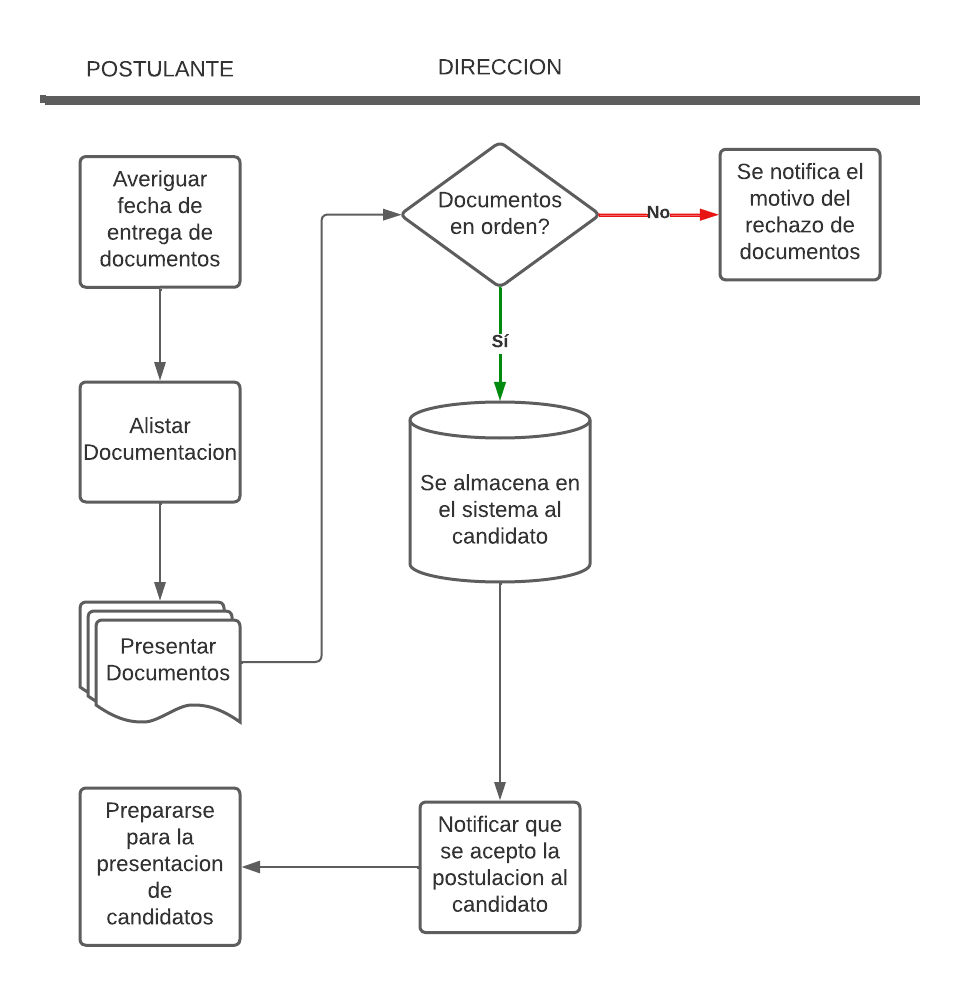 POSTULANTE
DIRECCION
Averiguar
fecha de
entrega de
documentos
Alistar
Documentacion
Presentar
Documentos
Documentos
en orden?
No
Se notifica el
motivo del
rechazo de
documentos
Sí
Se almacena en
el sistema al
candidato
Notificar que
se acepto la
postulacion al
candidato
Prepararse
para la
presentacion
de
candidatos